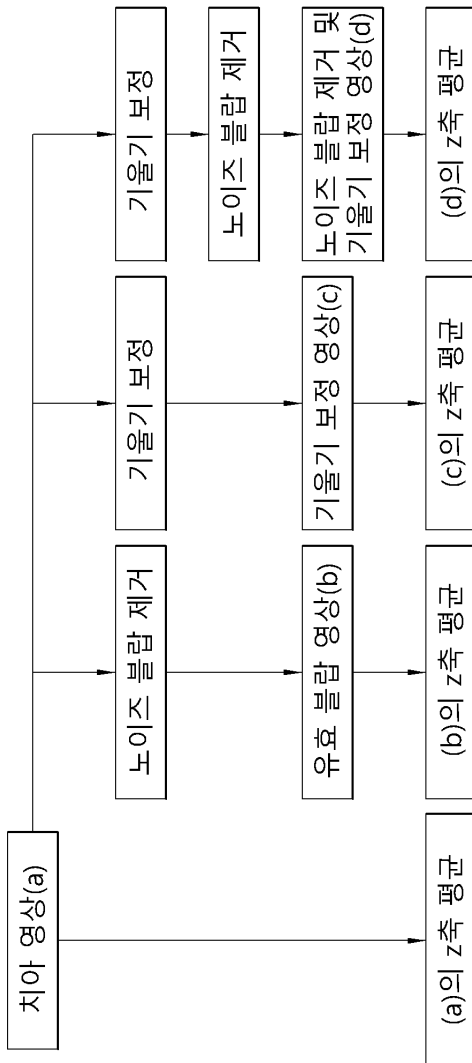 치아 영상(a)
노이즈 블랍 제거
기울기 보정
기울기 보정
노이즈 블랍 제거
유효 블랍 영상(b)
기울기 보정 영상(c)
노이즈 블랍 제거 및
기울기 보정 영상(d)
(a)의 z축 평균
(b)의 z축 평균
(c)의 z축 평균
(d)의 z축 평균